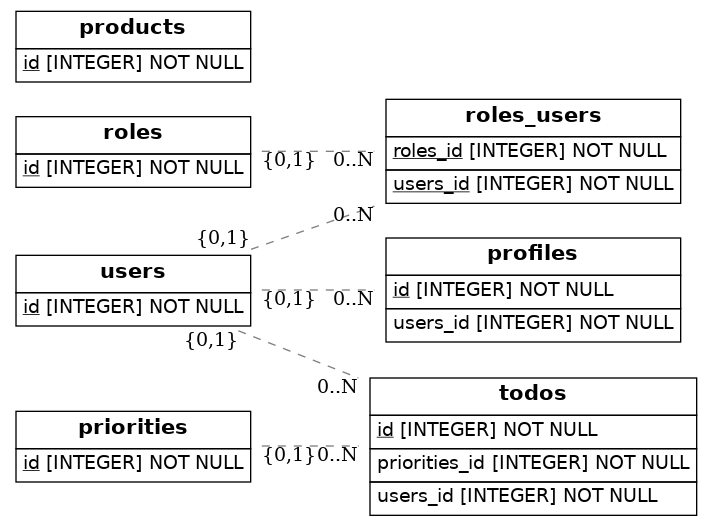 products
id [INTEGER] NOT NULL
roles
id [INTEGER] NOT NULL
{0,1} 0..N
roles_users
roles_id [INTEGER] NOT NULL
users_id [INTEGER] NOT NULL
{0,1} 0..N
users
id [INTEGER] NOT NULL
{0,1} 0..N
profiles
id [INTEGER] NOT NULL
users_id [INTEGER] NOT NULL
{0,1} 0..N
priorities
id [INTEGER] NOT NULL
{0,1} 0..N
todos
id [INTEGER] NOT NULL
priorities_id [INTEGER] NOT NULL
users_id [INTEGER] NOT NULL